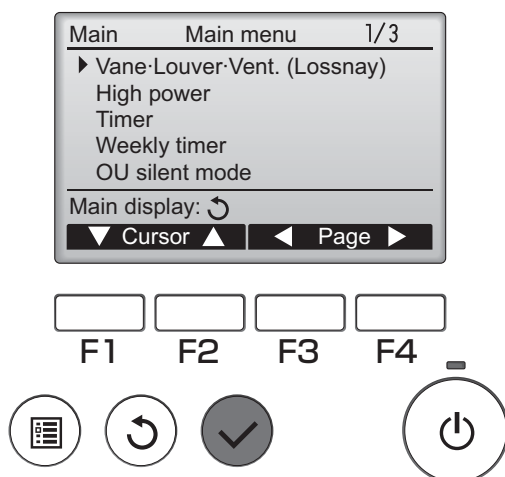 Main Main menu 1/3
Vane·Louver·Vent. (Lossnay)
High power
Timer
Weekly timer
OU silent mode
Main display:
Cursor Page
F1 F2 F3 F4